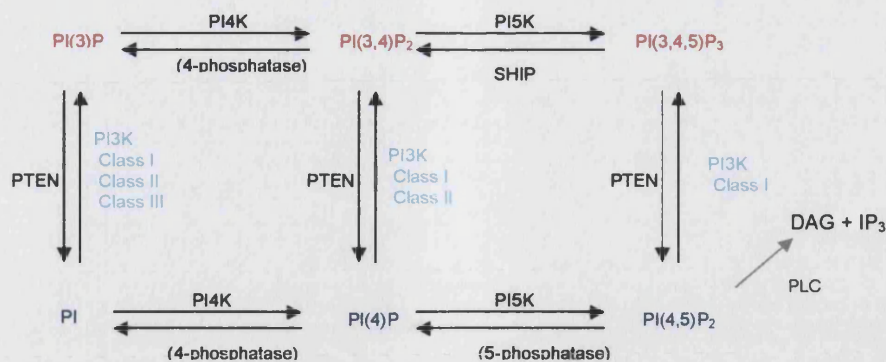 PI4K PI5K
PI(3)P PI(3,4)P₂ PI(3,4,5)P₃
(4-phosphatase) SHIP
PI3K
Class I
Class II
Class III
PTEN
PI3K
Class I
Class II
PTEN
PI3K
Class I
PTEN
DAG + IP₃
PLC
PI4K PI5K
PI PI(4)P PI(4,5)P₂
(4-phosphatase) (5-phosphatase)